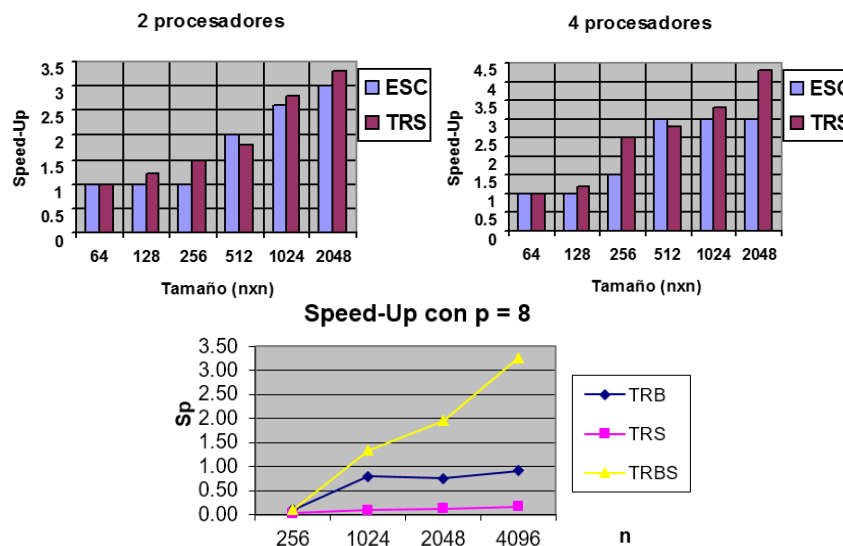 2 procesadores
3.5
3
2.5
2
1.5
1
0.5
0
Speed-Up
64 128 256 512 1024 2048
Tamaño (nxn)
ESC
TRS
4 procesadores
4.5
4
3.5
3
2.5
2
1.5
1
0.5
0
Speed-Up
64 128 256 512 1024 2048
Tamaño (nxn)
ESC
TRS
Speed-Up con p = 8
3.50
3.00
2.50
2.00
1.50
1.00
0.50
0.00
Sp
256 1024 2048 4096
n
TRB
TRS
TRBS